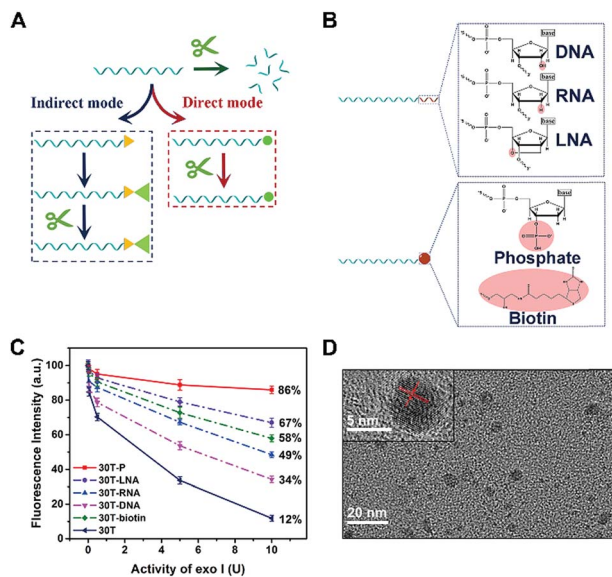 A
Indirect mode
Direct mode
B
base
DNA
OH
base
RNA
H
base
LNA
base
Phosphate
Biotin
C
Fluorescence Intensity (a.u.)
100
80
60
40
20
0
86%
67%
58%
49%
34%
12%
30T-P
30T-LNA
30T-RNA
30T-DNA
30T-biotin
30T
0
2
4
6
8
10
Activity of exo I (U)
D
5 nm
20 nm